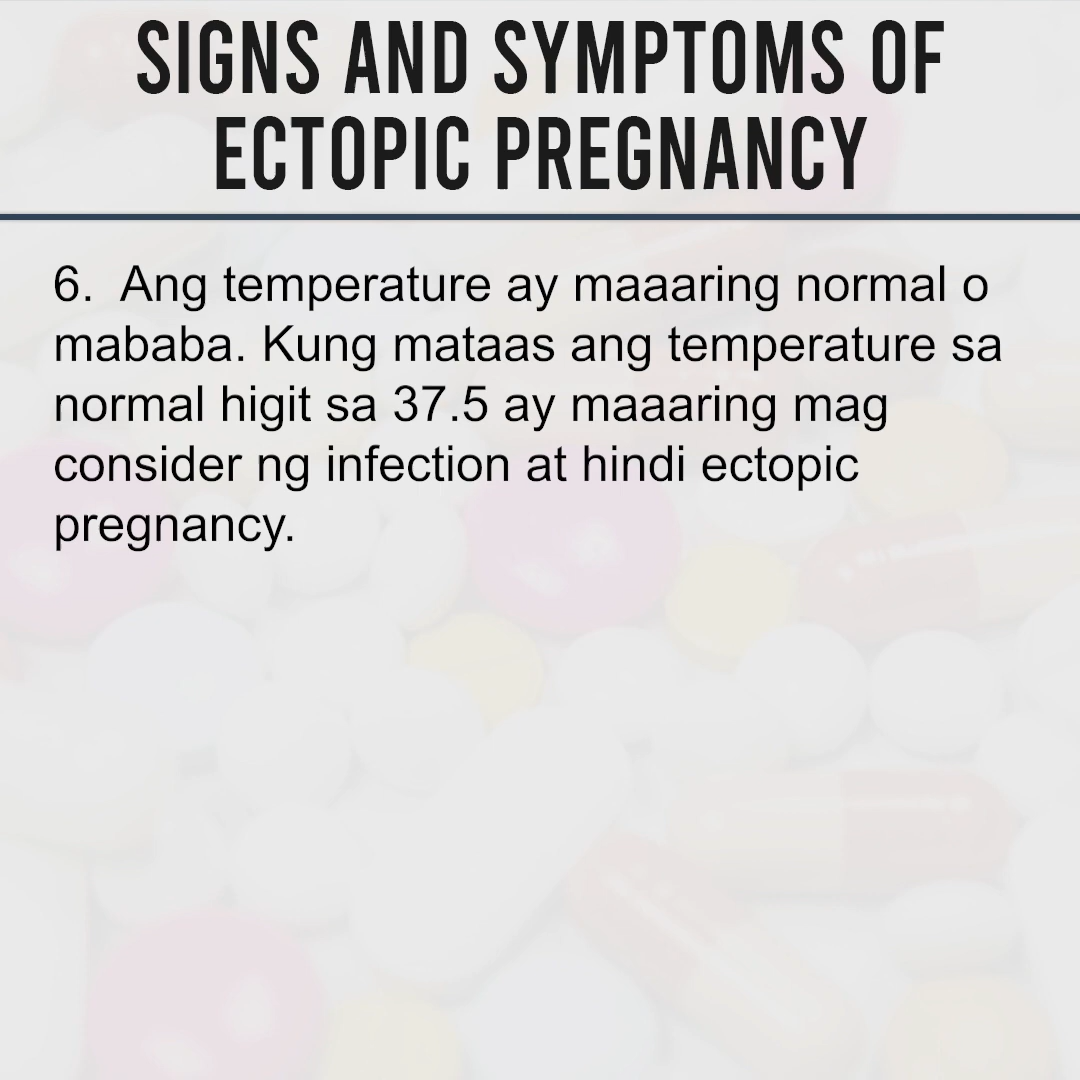 SIGNS AND SYMPTOMS OF
ECTOPIC PREGNANCY
6. Ang temperature ay maaaring normal o
mababa. Kung mataas ang temperature sa
normal higit sa 37.5 ay maaaring mag
consider ng infection at hindi ectopic
pregnancy.